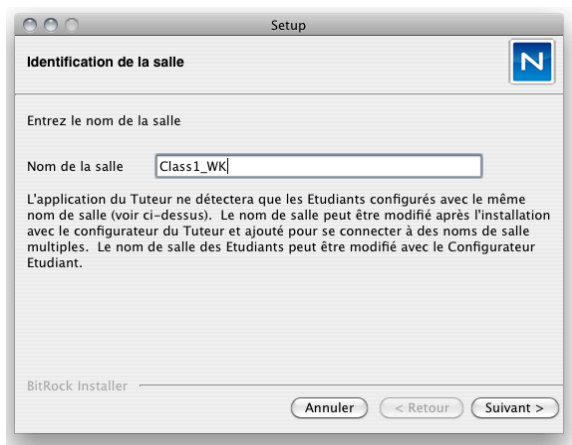 Setup
Identification de la salle
N
Entrez le nom de la salle
Nom de la salle Class1_WK
L'application du Tuteur ne détectera que les Etudiants configurés avec le même
nom de salle (voir ci-dessus). Le nom de salle peut être modifié après l'installation
avec le configurateur du Tuteur et ajouté pour se connecter à des noms de salle
multiples. Le nom de salle des Etudiants peut être modifié avec le Configurateur
Etudiant.
BitRock Installer
Annuler < Retour Suivant >